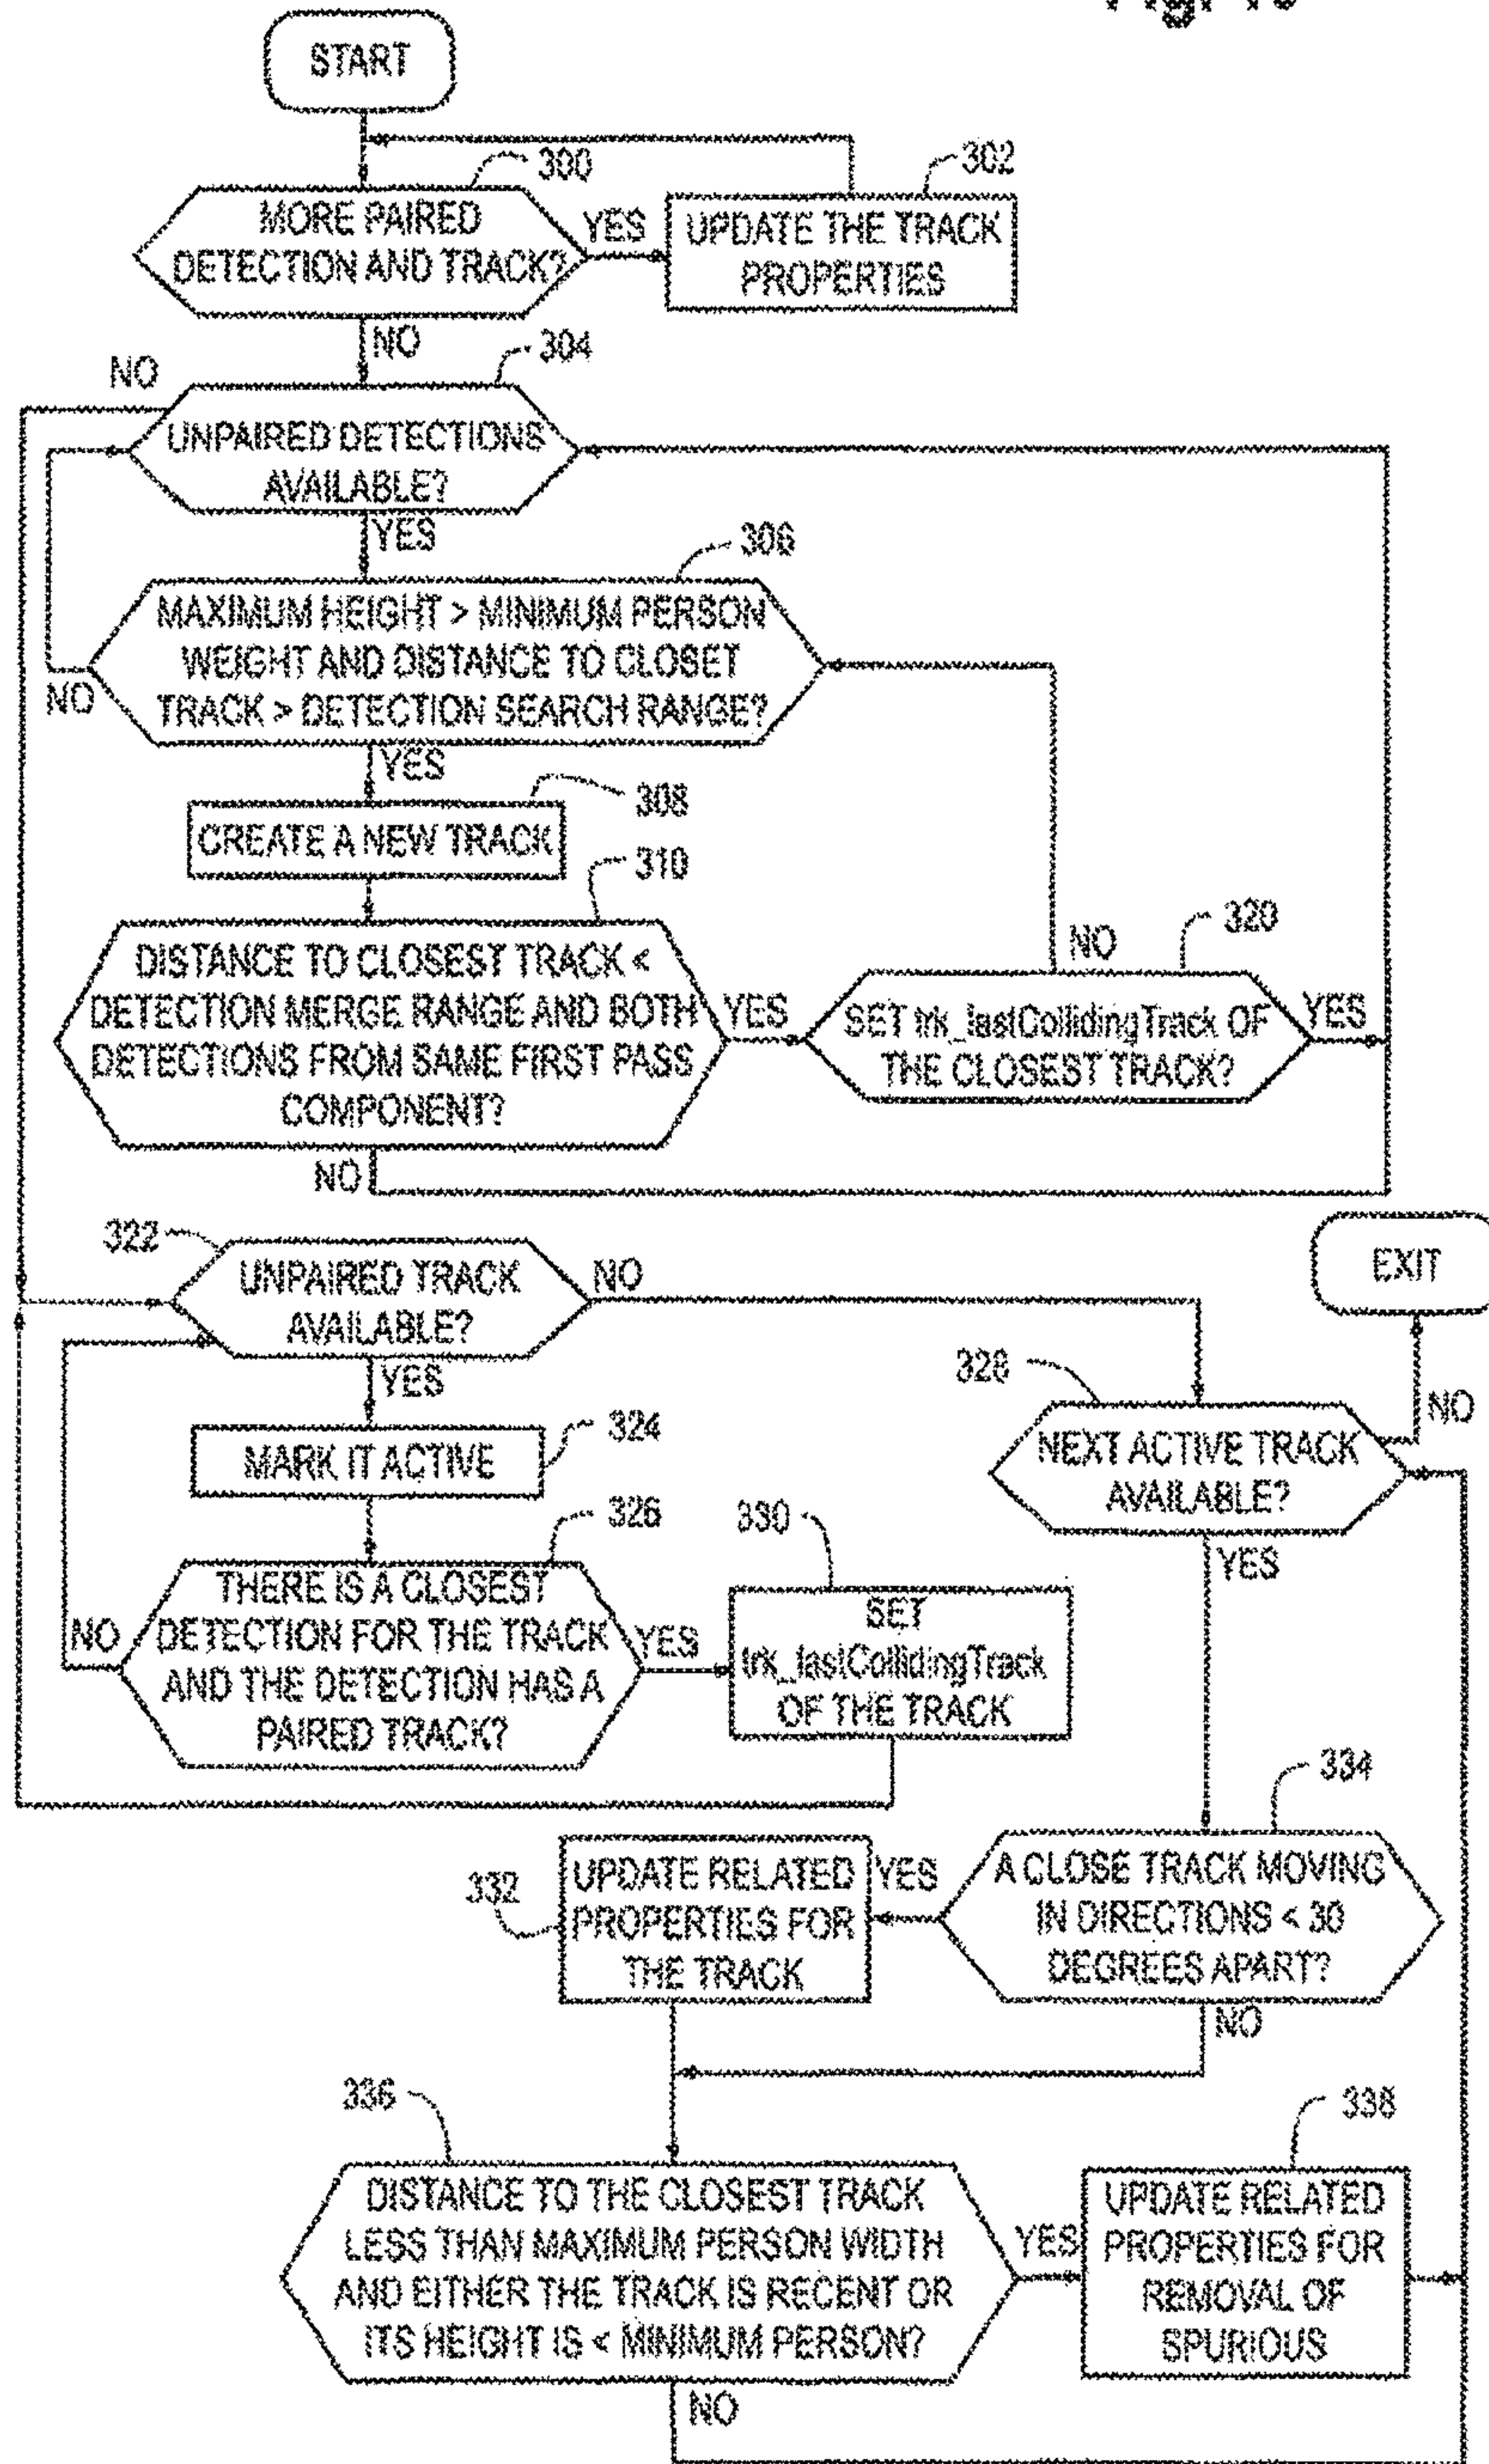 START
300
302
MORE PAIRED
DETECTION AND TRACK?
YES
UPDATE THE TRACK
PROPERTIES
NO
304
NO
UNPAIRED DETECTIONS
AVAILABLE?
YES
306
MAXIMUM HEIGHT > MINIMUM PERSON
WEIGHT AND DISTANCE TO CLOSET
TRACK > DETECTION SEARCH RANGE?
NO
YES
308
CREATE A NEW TRACK
310
DISTANCE TO CLOSEST TRACK <
DETECTION MERGE RANGE AND BOTH
DETECTIONS FROM SAME FIRST PASS
COMPONENT?
YES
NO
320
SET trk_lastCollidingTrack OF
THE CLOSEST TRACK?
YES
NO
322
UNPAIRED TRACK
AVAILABLE?
NO
EXIT
YES
328
NO
324
MARK IT ACTIVE
NEXT ACTIVE TRACK
AVAILABLE?
326
330
YES
THERE IS A CLOSEST
DETECTION FOR THE TRACK
AND THE DETECTION HAS A
PAIRED TRACK?
NO
YES
SET
trk_lastCollidingTrack
OF THE TRACK
334
332
UPDATE RELATED
PROPERTIES FOR
THE TRACK
YES
A CLOSE TRACK MOVING
IN DIRECTIONS < 30
DEGREES APART?
NO
336
338
DISTANCE TO THE CLOSEST TRACK
LESS THAN MAXIMUM PERSON WIDTH
AND EITHER THE TRACK IS RECENT OR
ITS HEIGHT IS < MINIMUM PERSON?
YES
UPDATE RELATED
PROPERTIES FOR
REMOVAL OF
SPURIOUS
NO